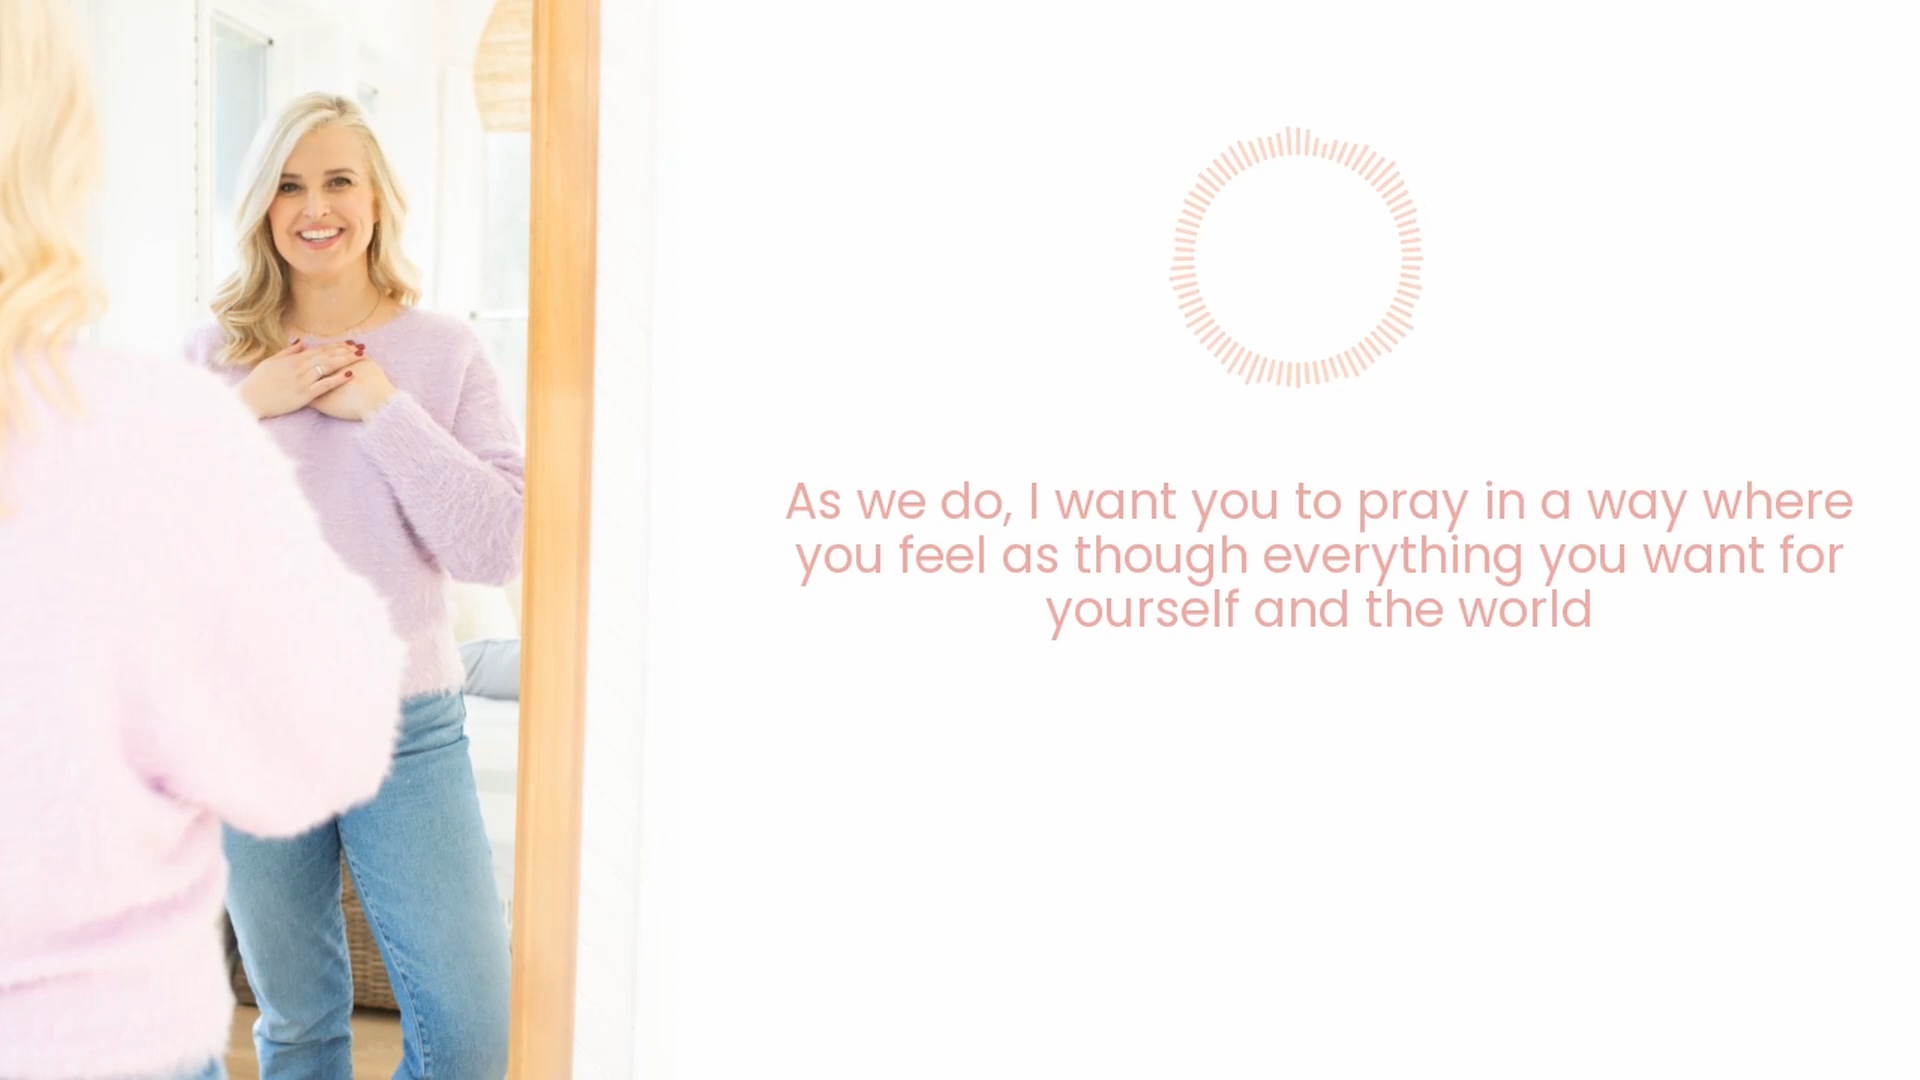 As we do, I want you to pray in a way where
you feel as though everything you want for
yourself and the world